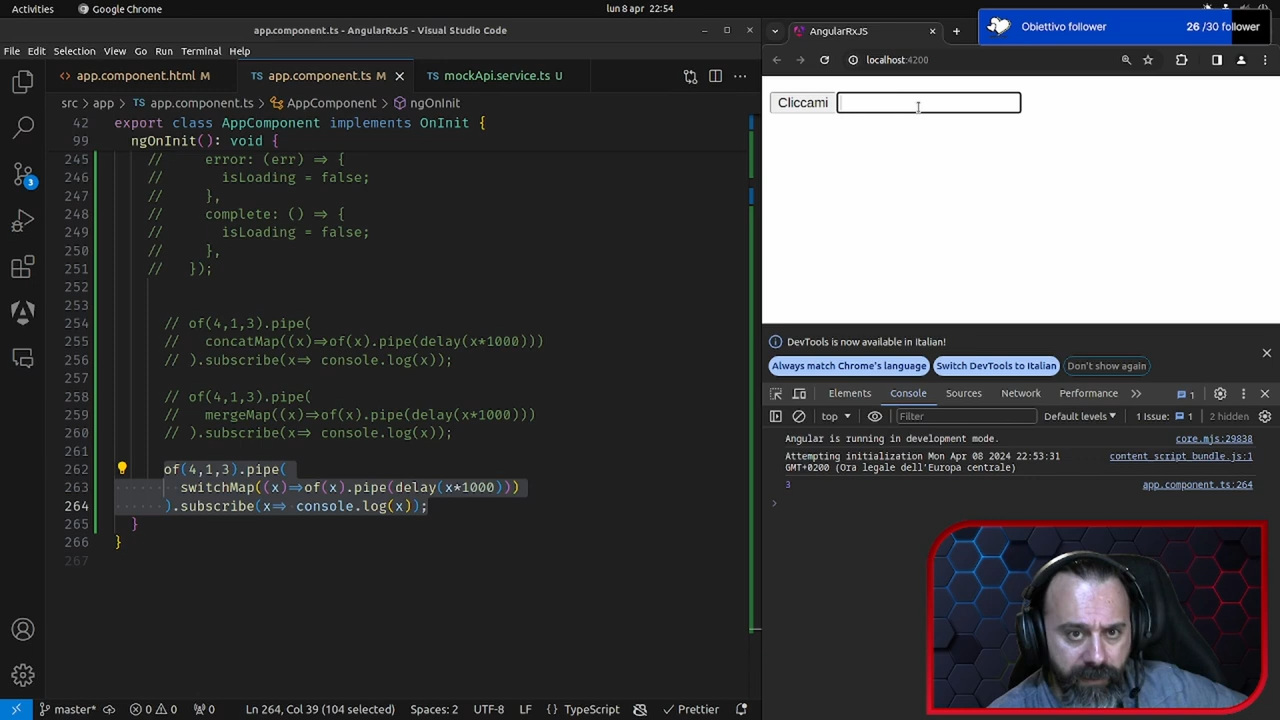 Activities
Google Chrome
lun 8 apr 22:54
app.component.ts - AngularRxJS - Visual Studio Code
File Edit Selection View Go Run Terminal Help
app.component.html M
app.component.ts M
mockApi.service.ts U
src > app > app.component.ts > AppComponent > ngOnInit
42 export class AppComponent implements OnInit {
99 ngOnInit(): void {
245 // error: (err) => {
246 // isLoading = false;
247 // },
248 // complete: () => {
249 // isLoading = false;
250 // },
251 // });
252
253
254 // of(4,1,3).pipe(
255 // concatMap((x)=>of(x).pipe(delay(x*1000)))
256 // ).subscribe(x=> console.log(x));
257
258 // of(4,1,3).pipe(
259 // mergeMap((x)=>of(x).pipe(delay(x*1000)))
260 // ).subscribe(x=> console.log(x));
261
262 of(4,1,3).pipe(
263 switchMap((x)=>of(x).pipe(delay(x*1000)))
264 ).subscribe(x=> console.log(x));
265 }
266 }
267
3
master*
0 0
0
Ln 264, Col 39 (104 selected)
Spaces: 2
UTF-8
LF
{} TypeScript
Prettier
AngularRxJS
Obiettivo follower
26 /30 follower
localhost:4200
Cliccami
DevTools is now available in Italian!
Always match Chrome's language
Switch DevTools to Italian
Don't show again
Elements Console Sources Network Performance
1
top
Filter
Default levels
1 Issue: 1
2 hidden
Angular is running in development mode. core.mjs:29838
Attempting initialization Mon Apr 08 2024 22:53:31 content script bundle.js:1
GMT+0200 (Ora legale dell'Europa centrale)
3 app.component.ts:264